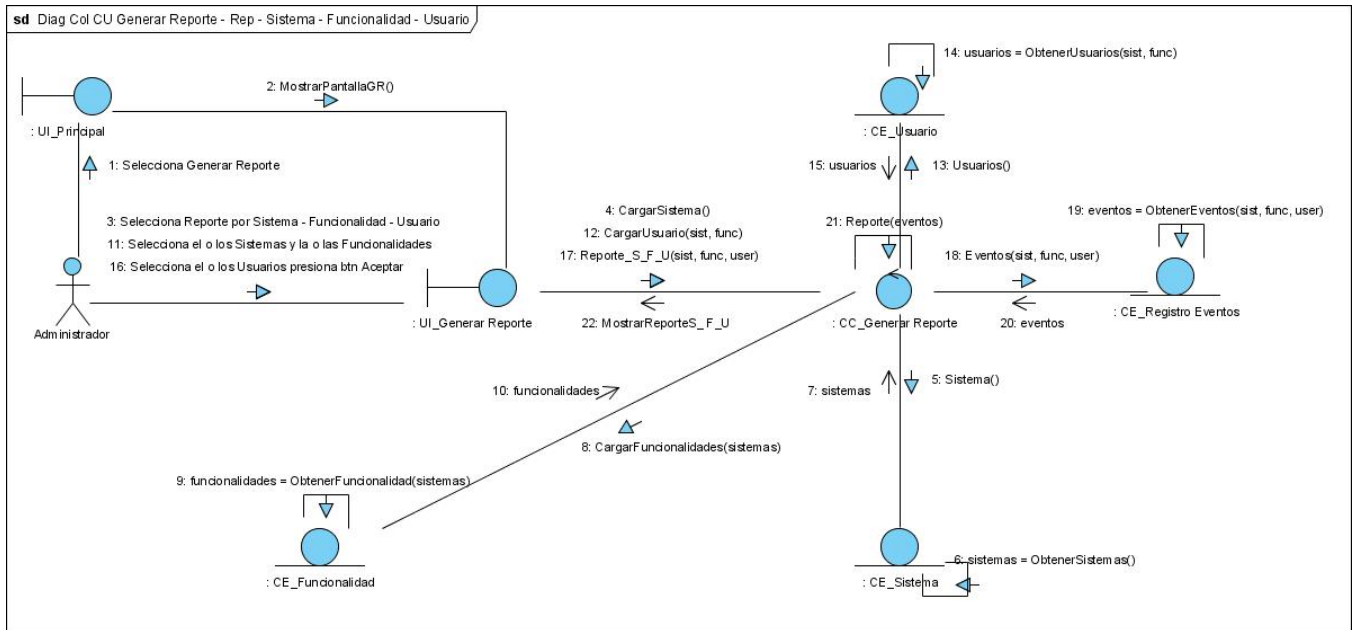 sd Diag Col CU Generar Reporte - Rep - Sistema - Funcionalidad - Usuario
14: usuarios = ObtenerUsuarios(sist, func)
2: MostrarPantallaGR()
: UI_Principal
: CE_Usuario
1: Selecciona Generar Reporte
15: usuarios
13: Usuarios()
3: Selecciona Reporte por Sistema - Funcionalidad - Usuario
11: Selecciona el o los Sistemas y la o las Funcionalidades
16: Selecciona el o los Usuarios presiona btn Aceptar
4: CargarSistema()
12: CargarUsuario(sist, func)
17: Reporte_S_F_U(sist, func, user)
21: Reporte(eventos)
19: eventos = ObtenerEventos(sist, func, user)
18: Eventos(sist, func, user)
Administrador
: UI_Generar Reporte
22: MostrarReporteS_F_U
: CC_Generar Reporte
20: eventos
: CE_Registro Eventos
10: funcionalidades
7: sistemas
5: Sistema()
8: CargarFuncionalidades(sistemas)
9: funcionalidades = ObtenerFuncionalidad(sistemas)
: CE_Funcionalidad
6: sistemas = ObtenerSistemas()
: CE_Sistema